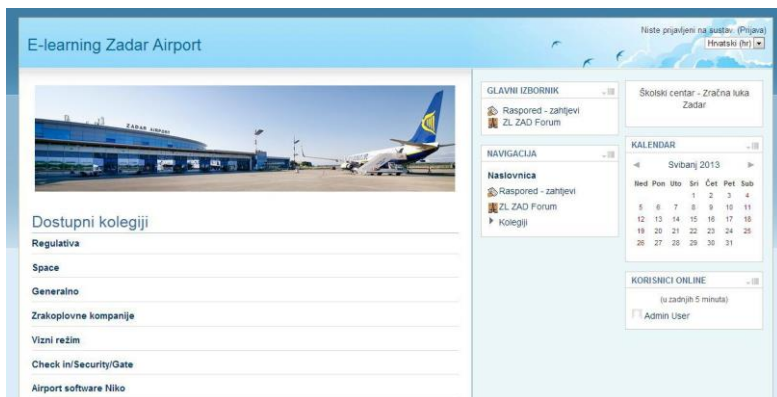 Niste prijavljeni na sustav. (Prijava)
E-learning Zadar Airport
Hrvatski (hr)
ZADAR AIRPORT
Dostupni kolegiji
Regulativa
Space
Generalno
Zrakoplovne kompanije
Vizni režim
Check in/Security/Gate
Airport software Niko
GLAVNI IZBORNIK
Raspored - zahtjevi
ZL ZAD Forum
NAVIGACIJA
Naslovnica
Raspored - zahtjevi
ZL ZAD Forum
Kolegiji
Školski centar - Zračna luka
Zadar
KALENDAR
Svibanj 2013
Ned Pon Uto Sri Čet Pet Sub
1 2 3 4
5 6 7 8 9 10 11
12 13 14 15 16 17 18
19 20 21 22 23 24 25
26 27 28 29 30 31
KORISNICI ONLINE
(u zadnjih 5 minuta)
Admin User